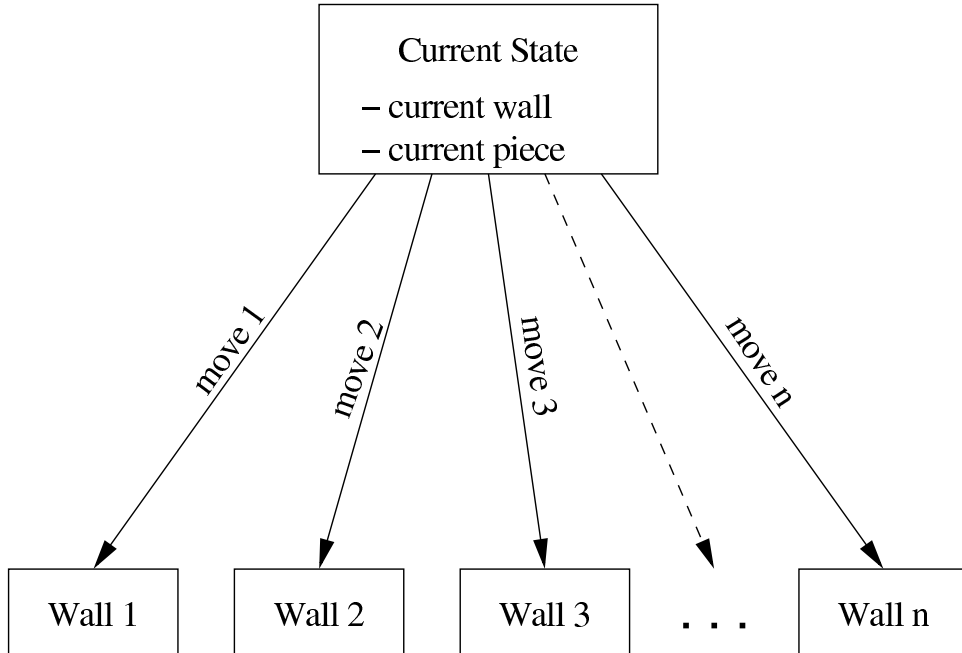 Current State
– current wall
– current piece
move 1
move 2
move 3
move n
Wall 1
Wall 2
Wall 3
. . .
Wall n